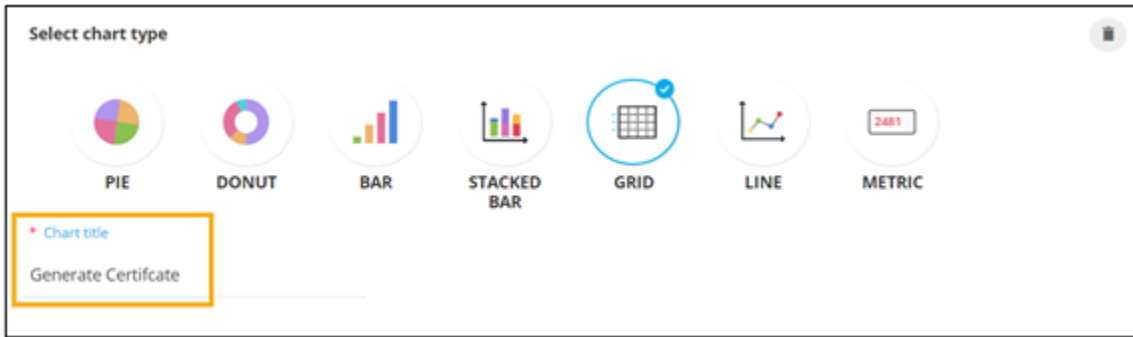 Select chart type
2481
PIE
DONUT
BAR
STACKED
BAR
GRID
LINE
METRIC
* Chart title
Generate Certifcate